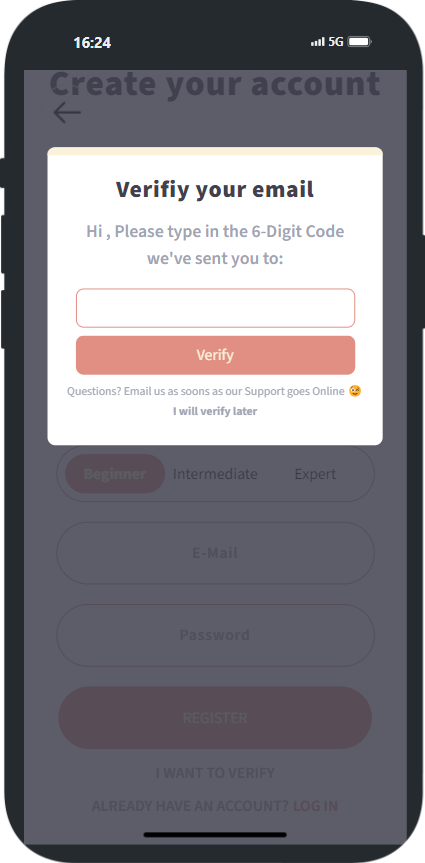 16:24
5G
Create your account
Verifiy your email
Hi , Please type in the 6-Digit Code
we've sent you to:
Verify
Questions? Email us as soons as our Support goes Online 😉
I will verify later
Beginner Intermediate Expert
E-Mail
Password
REGISTER
I WANT TO VERIFY
ALREADY HAVE AN ACCOUNT? LOG IN